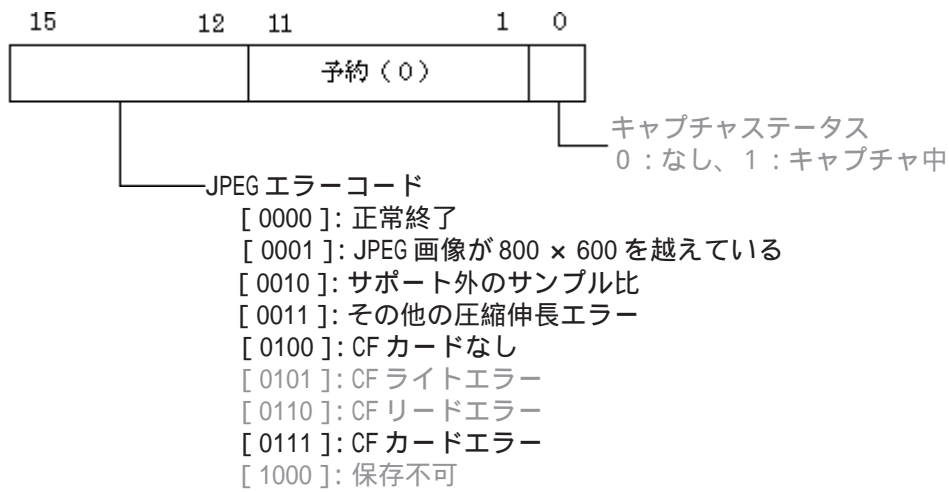 15 12 11 1 0
予約（0）
キャプチャステータス
0：なし、1：キャプチャ中
JPEG エラーコード
[ 0000 ]: 正常終了
[ 0001 ]: JPEG 画像が 800 × 600 を越えている
[ 0010 ]: サポート外のサンプル比
[ 0011 ]: その他の圧縮伸長エラー
[ 0100 ]: CF カードなし
[ 0101 ]: CF ライトエラー
[ 0110 ]: CF リードエラー
[ 0111 ]: CF カードエラー
[ 1000 ]: 保存不可